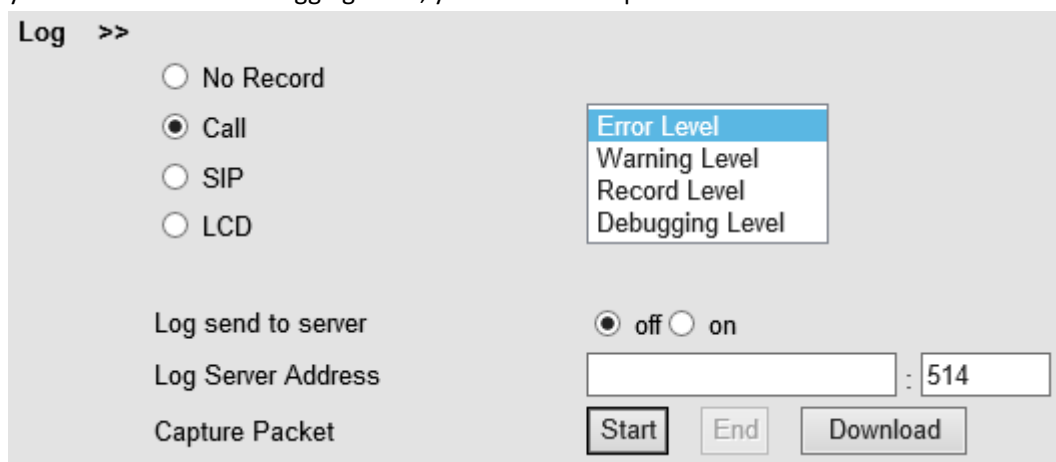 Log >>
No Record
Call
SIP
LCD
Error Level
Warning Level
Record Level
Debugging Level
Log send to server off on
Log Server Address : 514
Capture Packet Start End Download